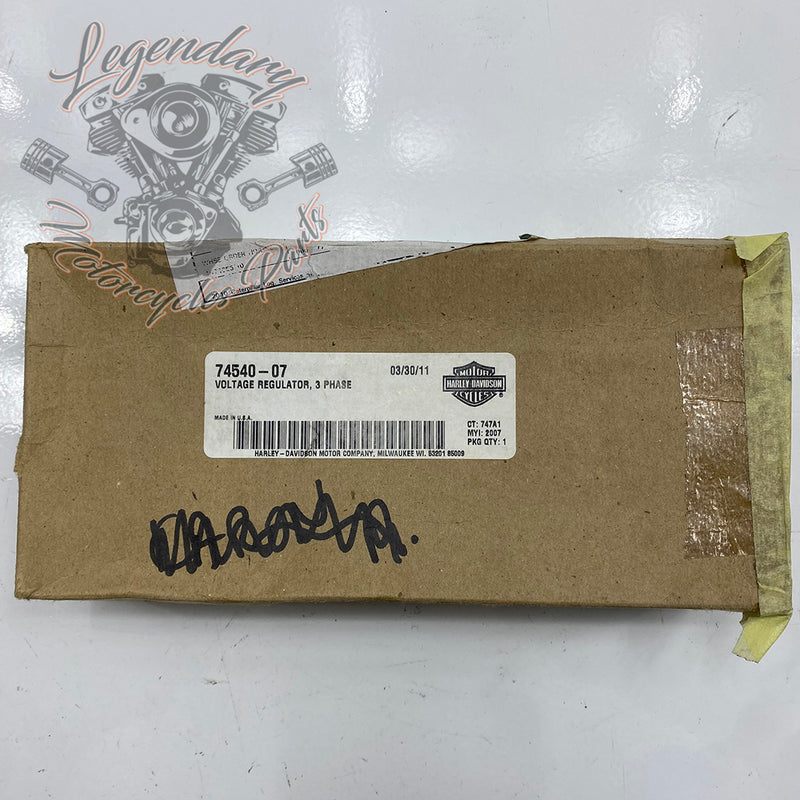 Legendary
Motorcycles Parts
74540-07
03/30/11
VOLTAGE REGULATOR, 3 PHASE
MOTOR
HARLEY-DAVIDSON
CYCLES
®
MADE IN U.S.A.
CT: 747A1
MYI: 2007
PKG QTY: 1
HARLEY-DAVIDSON MOTOR COMPANY, MILWAUKEE WI. 53201 85009